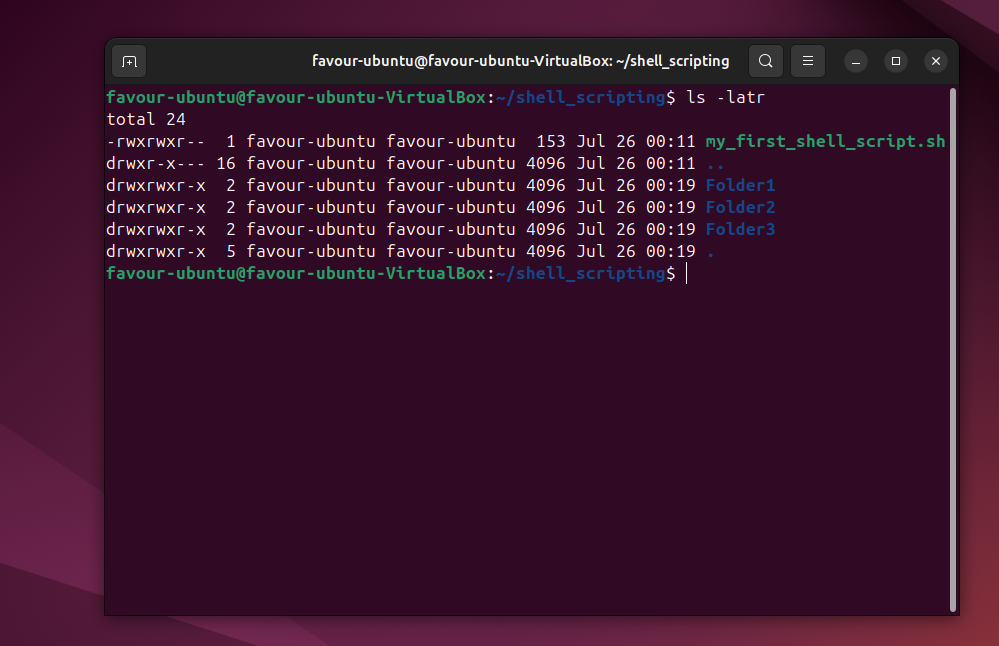 favour-ubuntu@favour-ubuntu-VirtualBox: ~/shell_scripting
favour-ubuntu@favour-ubuntu-VirtualBox:~/shell_scripting$ ls -latr
total 24
-rwxrwxr--  1 favour-ubuntu favour-ubuntu  153 Jul 26 00:11 my_first_shell_script.sh
drwxr-x--- 16 favour-ubuntu favour-ubuntu 4096 Jul 26 00:11 ..
drwxrwxr-x  2 favour-ubuntu favour-ubuntu 4096 Jul 26 00:19 Folder1
drwxrwxr-x  2 favour-ubuntu favour-ubuntu 4096 Jul 26 00:19 Folder2
drwxrwxr-x  2 favour-ubuntu favour-ubuntu 4096 Jul 26 00:19 Folder3
drwxrwxr-x  5 favour-ubuntu favour-ubuntu 4096 Jul 26 00:19 .
favour-ubuntu@favour-ubuntu-VirtualBox:~/shell_scripting$